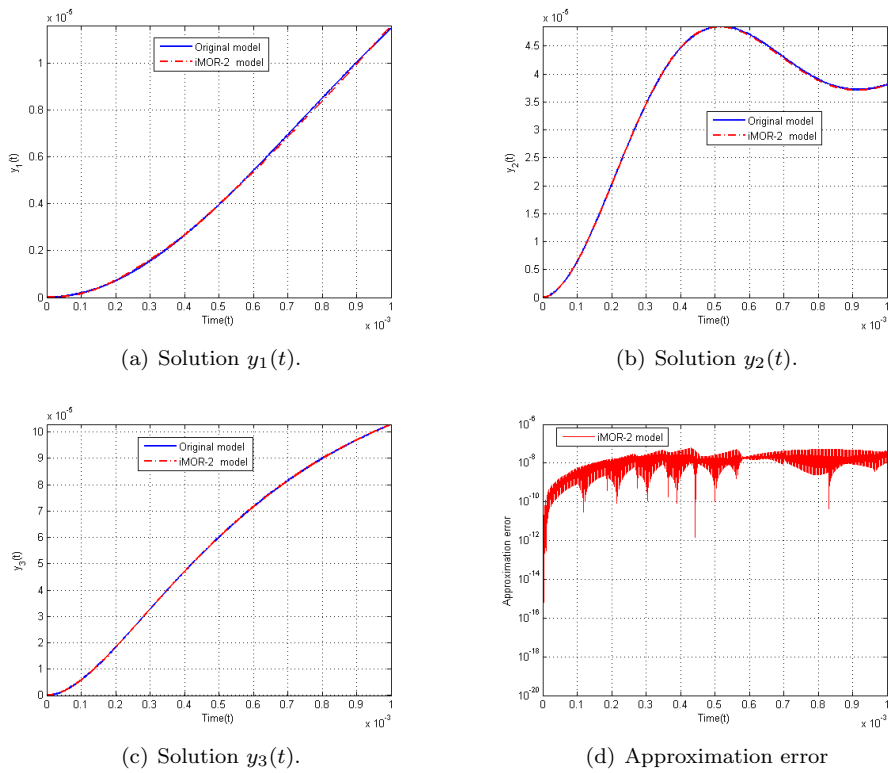 x 10⁻⁵
1
0.8
0.6
0.4
0.2
0
y₁(t)
Original model
iMOR-2 model
0 0.1 0.2 0.3 0.4 0.5 0.6 0.7 0.8 0.9 1
Time(t)
x 10⁻³
(a) Solution y₁(t).
x 10⁻⁵
4.5
4
3.5
3
2.5
2
1.5
1
0.5
0
y₂(t)
Original model
iMOR-2 model
0 0.1 0.2 0.3 0.4 0.5 0.6 0.7 0.8 0.9 1
Time(t)
x 10⁻³
(b) Solution y₂(t).
x 10⁻⁵
10
9
8
7
6
5
4
3
2
1
0
y₃(t)
Original model
iMOR-2 model
0 0.1 0.2 0.3 0.4 0.5 0.6 0.7 0.8 0.9 1
Time(t)
x 10⁻³
(c) Solution y₃(t).
10⁻⁶
10⁻⁸
10⁻¹⁰
10⁻¹²
10⁻¹⁴
10⁻¹⁶
10⁻¹⁸
10⁻²⁰
Approximation error
iMOR-2 model
0 0.1 0.2 0.3 0.4 0.5 0.6 0.7 0.8 0.9 1
Time(t)
x 10⁻³
(d) Approximation error